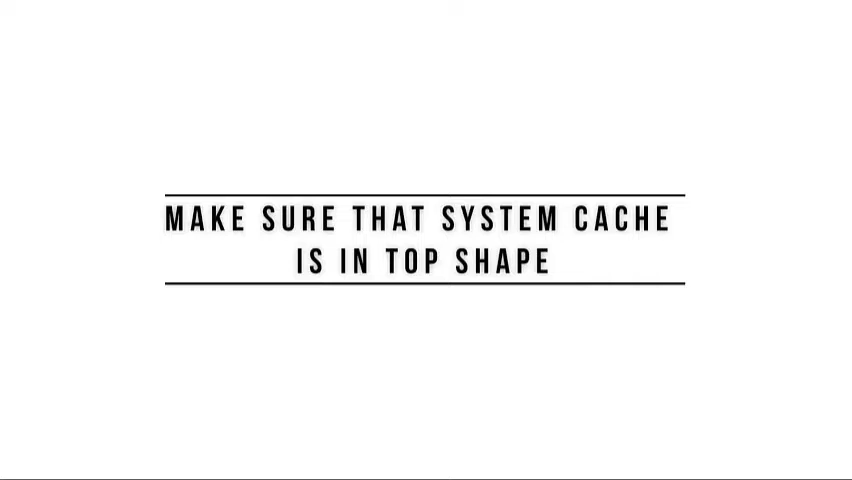 MAKE SURE THAT SYSTEM CACHE
IS IN TOP SHAPE